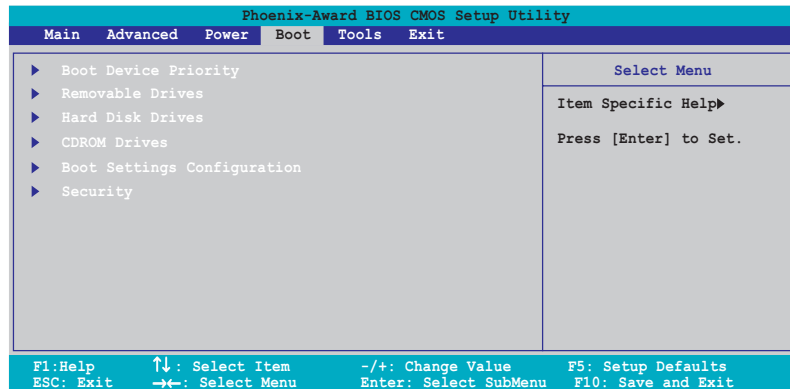 Phoenix-Award BIOS CMOS Setup Utility
Main Advanced Power Boot Tools Exit
Boot Device Priority
Removable Drives
Hard Disk Drives
CDROM Drives
Boot Settings Configuration
Security
Select Menu
Item Specific Help▶
Press [Enter] to Set.
F1:Help ↑↓: Select Item -/+: Change Value F5: Setup Defaults
ESC: Exit →←: Select Menu Enter: Select SubMenu F10: Save and Exit